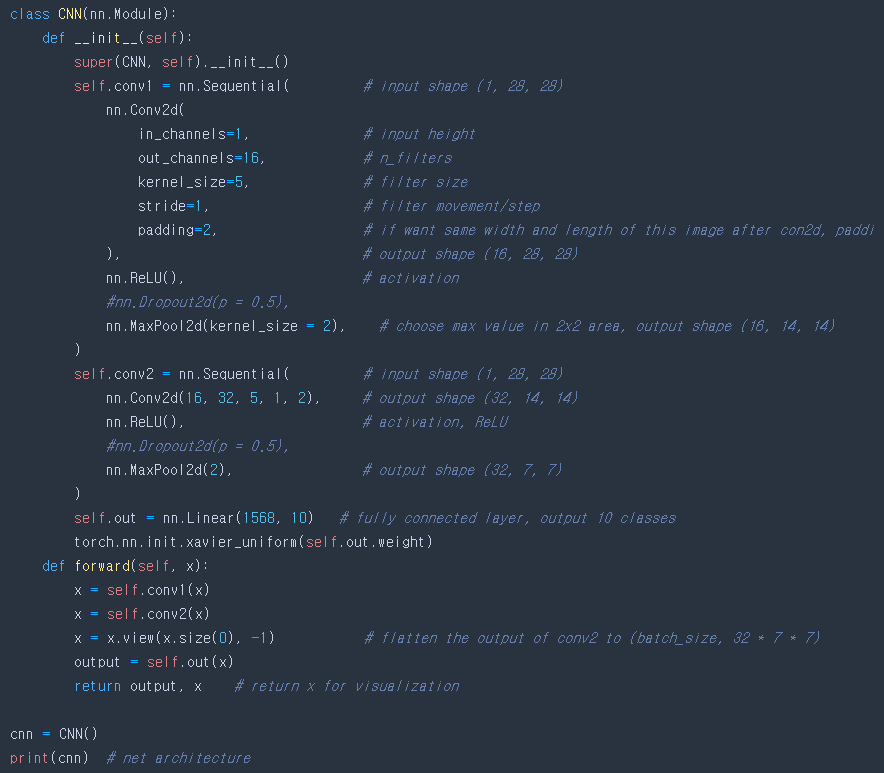 class CNN(nn.Module):
    def __init__(self):
        super(CNN, self).__init__()
        self.conv1 = nn.Sequential(         # input shape (1, 28, 28)
            nn.Conv2d(
                in_channels=1,              # input height
                out_channels=16,            # n_filters
                kernel_size=5,              # filter size
                stride=1,                   # filter movement/step
                padding=2,                  # if want same width and length of this image after con2d, paddi
            ),                              # output shape (16, 28, 28)
            nn.ReLU(),                      # activation
            #nn.Dropout2d(p = 0.5),
            nn.MaxPool2d(kernel_size = 2),    # choose max value in 2x2 area, output shape (16, 14, 14)
        )
        self.conv2 = nn.Sequential(         # input shape (1, 28, 28)
            nn.Conv2d(16, 32, 5, 1, 2),     # output shape (32, 14, 14)
            nn.ReLU(),                      # activation, ReLU
            #nn.Dropout2d(p = 0.5),
            nn.MaxPool2d(2),                # output shape (32, 7, 7)
        )
        self.out = nn.Linear(1568, 10)   # fully connected layer, output 10 classes
        torch.nn.init.xavier_uniform(self.out.weight)
    def forward(self, x):
        x = self.conv1(x)
        x = self.conv2(x)
        x = x.view(x.size(0), -1)           # flatten the output of conv2 to (batch_size, 32 * 7 * 7)
        output = self.out(x)
        return output, x    # return x for visualization
cnn = CNN()
print(cnn)  # net architecture